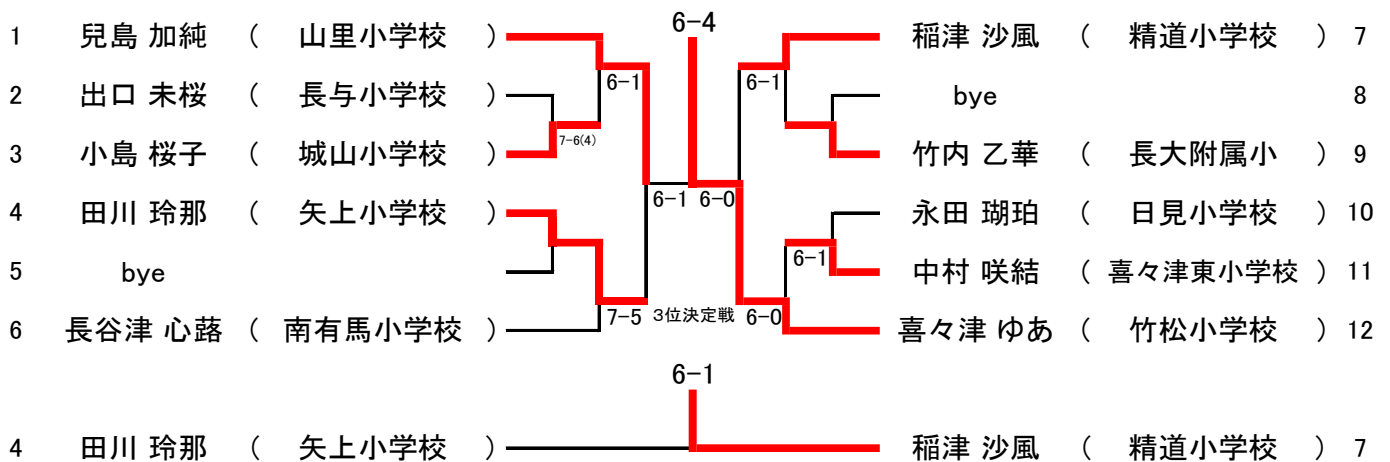 6-4
1 兒島 加純 ( 山里小学校 ) 稲津 沙風 ( 精道小学校 ) 7
6-1 6-1
2 出口 未桜 ( 長与小学校 ) bye 8
7-6(4)
3 小島 桜子 ( 城山小学校 ) 竹内 乙華 ( 長大附属小 ) 9
6-1 6-0
4 田川 玲那 ( 矢上小学校 ) 永田 瑚珀 ( 日見小学校 ) 10
6-1
5 bye 中村 咲結 ( 喜々津東小学校 ) 11
7-5 3位決定戦 6-0
6 長谷津 心蕗 ( 南有馬小学校 ) 喜々津 ゆあ ( 竹松小学校 ) 12
6-1
4 田川 玲那 ( 矢上小学校 ) 稲津 沙風 ( 精道小学校 ) 7